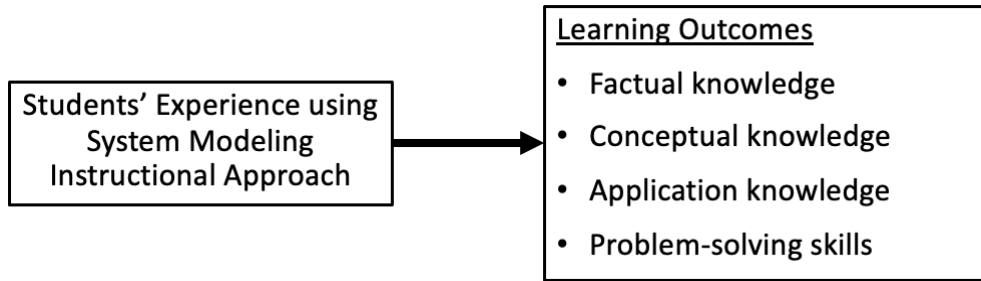 Students’ Experience using
System Modeling
Instructional Approach
Learning Outcomes
• Factual knowledge
• Conceptual knowledge
• Application knowledge
• Problem-solving skills